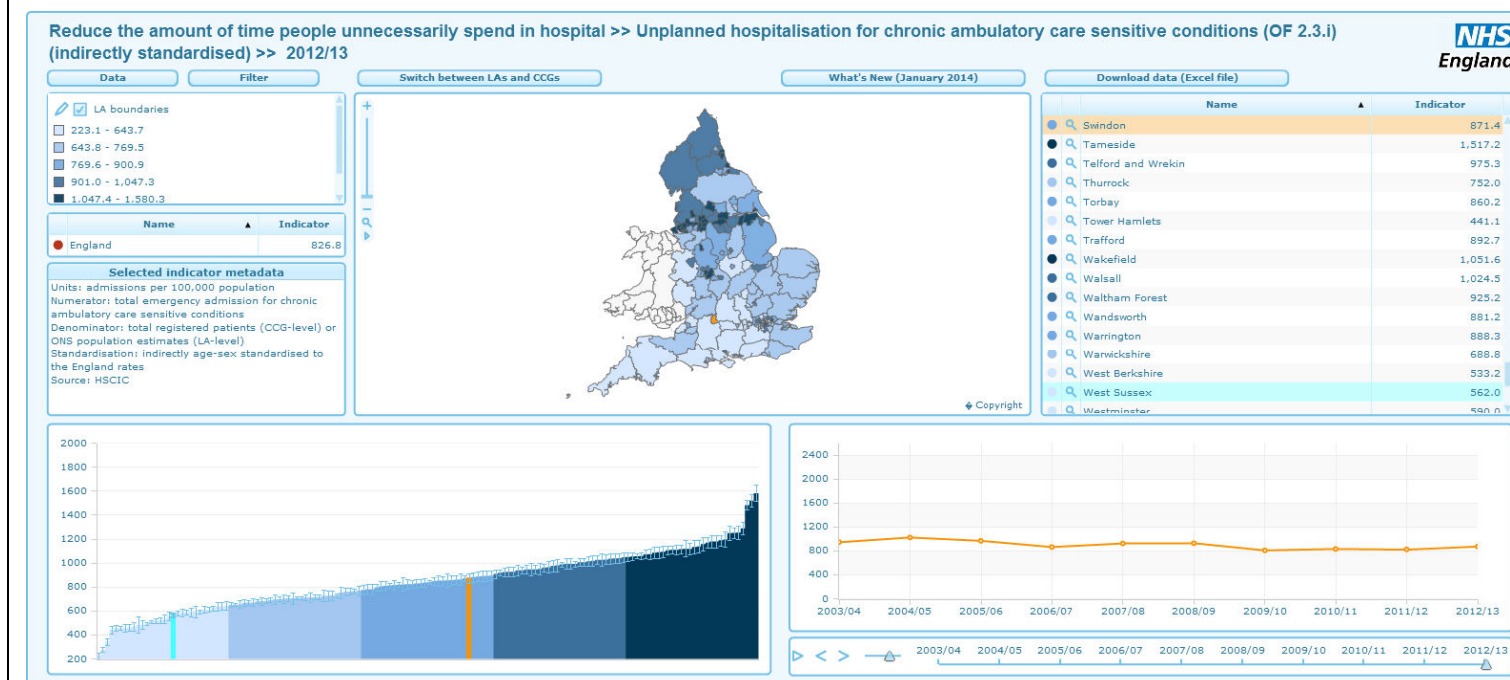 Reduce the amount of time people unnecessarily spend in hospital >> Unplanned hospitalisation for chronic ambulatory care sensitive conditions (OF 2.3.i)
(indirectly standardised) >> 2012/13
NHS
England
Data
Filter
Switch between LAs and CCGs
What's New (January 2014)
Download data (Excel file)
LA boundaries
223.1 - 643.7
643.8 - 769.5
769.6 - 900.9
901.0 - 1,047.3
1,047.4 - 1,580.3
Name ▲ Indicator
England 826.8
Selected indicator metadata
Units: admissions per 100,000 population
Numerator: total emergency admission for chronic
ambulatory care sensitive conditions
Denominator: total registered patients (CCG-level) or
ONS population estimates (LA-level)
Standardisation: indirectly age-sex standardised to
the England rates
Source: HSCIC
Copyright
Name ▲ Indicator
Swindon 871.4
Tameside 1,517.2
Telford and Wrekin 975.3
Thurrock 752.0
Torbay 860.2
Tower Hamlets 441.1
Trafford 892.7
Wakefield 1,051.6
Walsall 1,024.5
Waltham Forest 925.2
Wandsworth 881.2
Warrington 888.3
Warwickshire 688.8
West Berkshire 533.2
West Sussex 562.0
Westminster 590.0
2000
1800
1600
1400
1200
1000
800
600
400
200
2400
2000
1600
1200
800
400
0
2003/04 2004/05 2005/06 2006/07 2007/08 2008/09 2009/10 2010/11 2011/12 2012/13
2003/04 2004/05 2005/06 2006/07 2007/08 2008/09 2009/10 2010/11 2011/12 2012/13